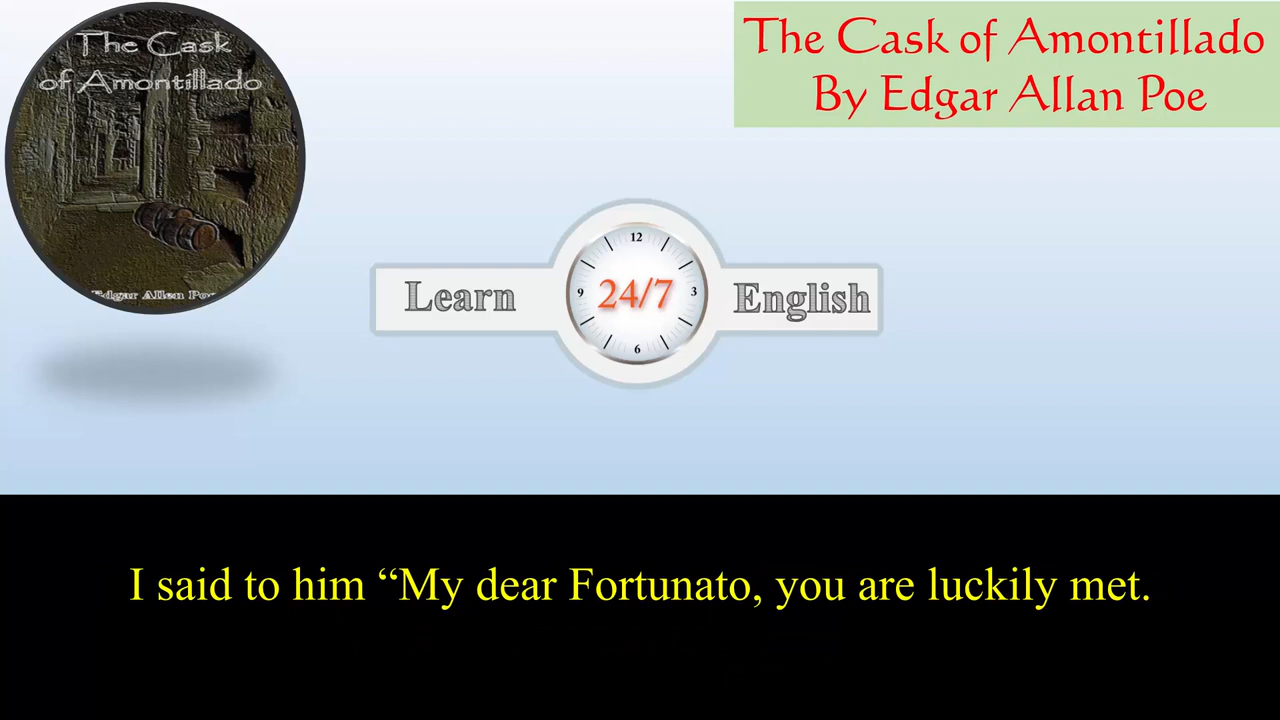 The Cask
of Amontillado
Edgar Allen Poe
The Cask of Amontillado
By Edgar Allan Poe
12
Learn
9
24/7
3
English
6
I said to him “My dear Fortunato, you are luckily met.